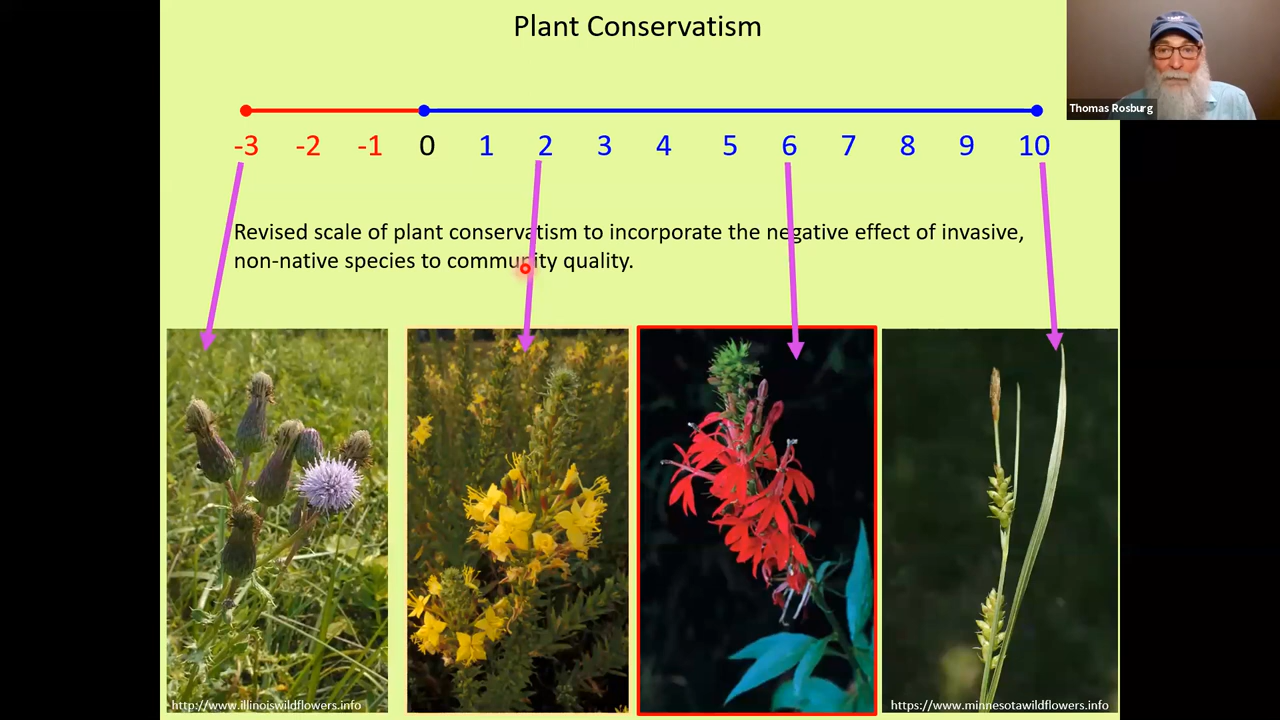 Plant Conservatism
Thomas Rosburg
-3 -2 -1 0 1 2 3 4 5 6 7 8 9 10
Revised scale of plant conservatism to incorporate the negative effect of invasive,
non-native species to community quality.
http://www.illinoiswildflowers.info
https://www.minnesotawildflowers.info